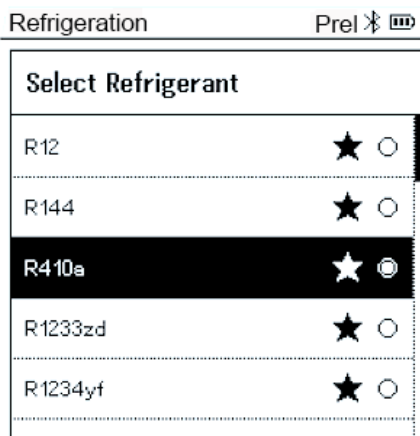 Refrigeration Prel
Select Refrigerant
R12
R144
R410a
R1233zd
R1234yf